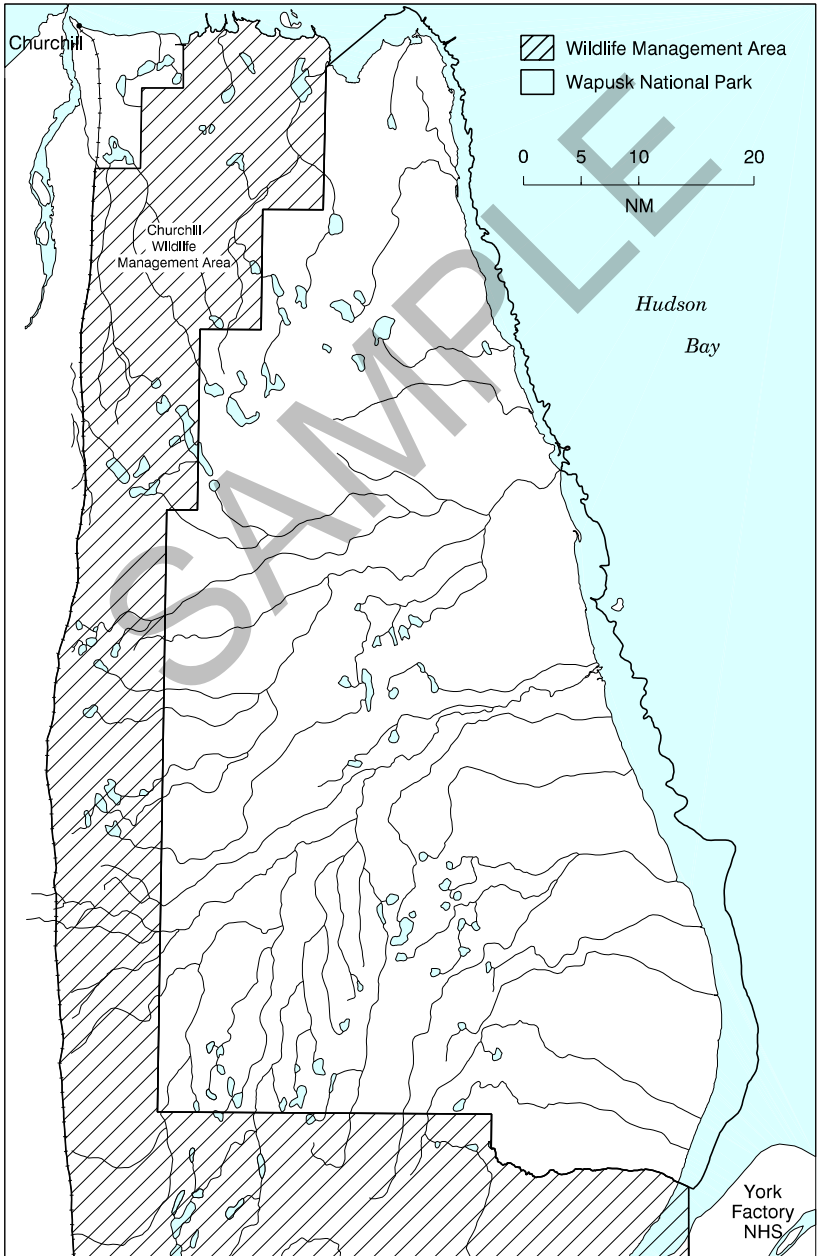 Churchill
Wildlife Management Area
Wapusk National Park
0 5 10 20
NM
Churchill
Wildlife
Management Area
Hudson
Bay
SAMPLE
York
Factory
NHS